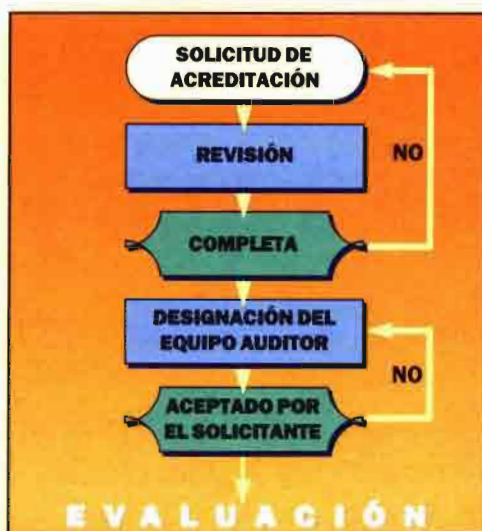 SOLICITUD DE
ACREDITACIÓN
REVISIÓN
NO
COMPLETA
DESIGNACIÓN DEL
EQUIPO AUDITOR
NO
ACEPTADO POR
EL SOLICITANTE
EVALUACIÓN